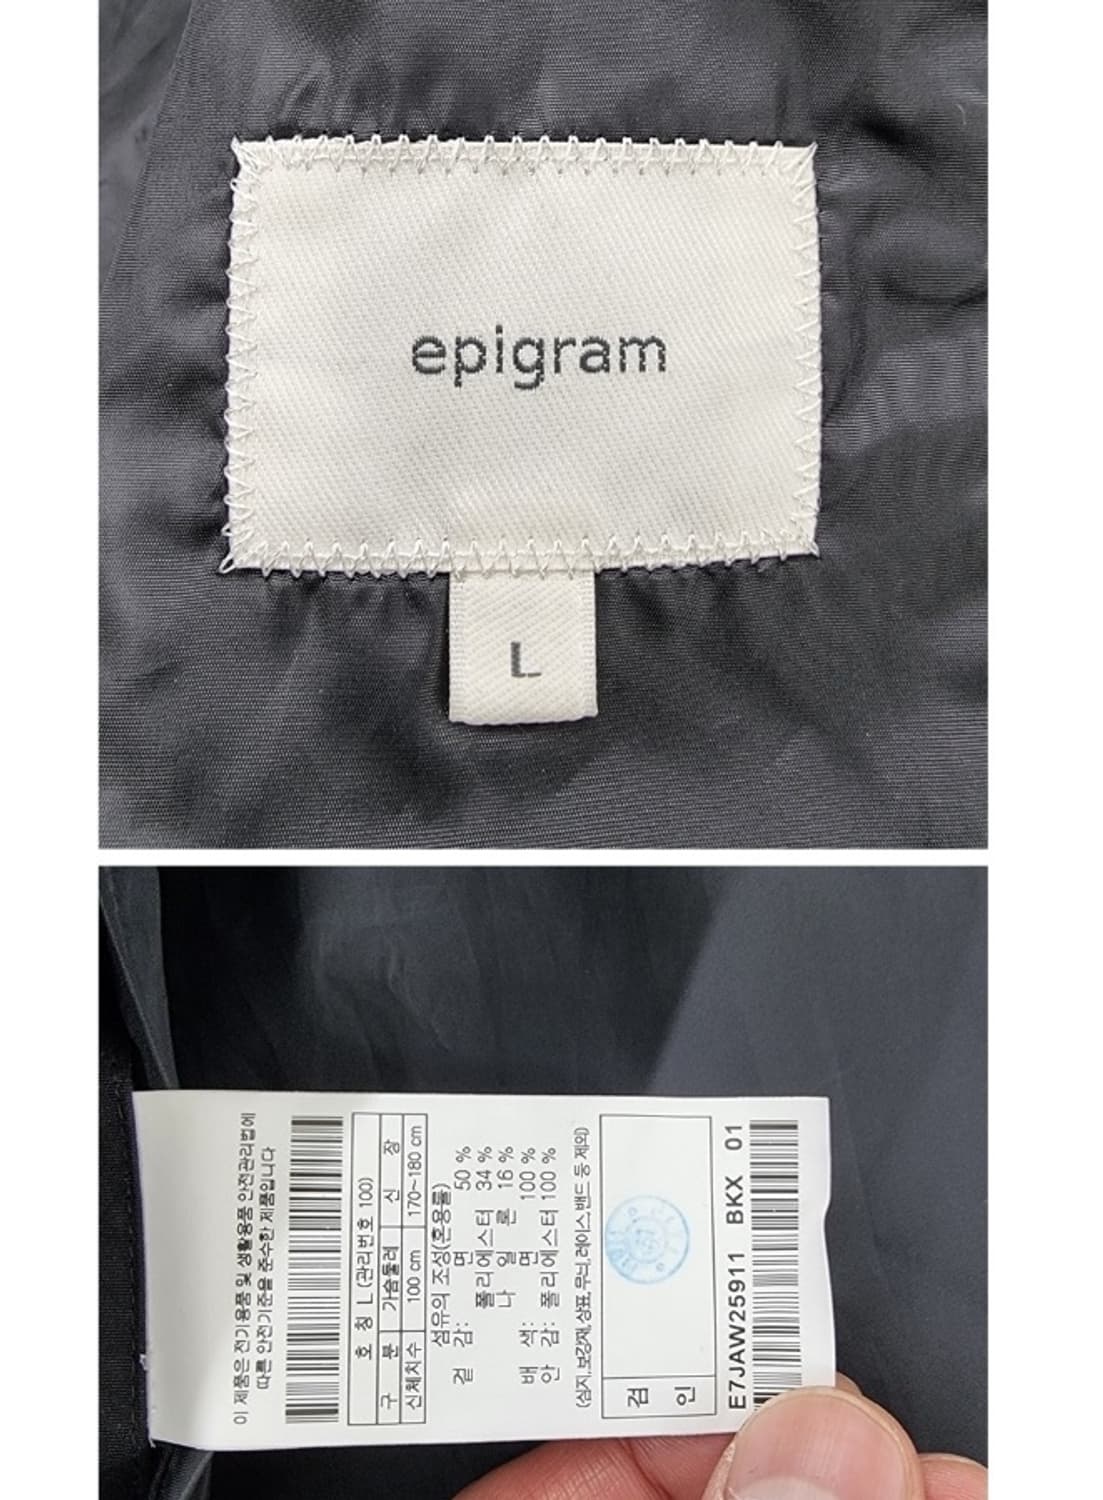 epigram
L
이 제품은 전기용품 및 생활용품 안전관리법에
따른 안전기준을 준수한 제품입니다
호 칭 L (관리번호 100)
구 분 가슴둘레 신 장
신체치수 100 cm 170~180 cm
섬유의 조성(혼용률)
겉 감: 면 50 %
폴리에스터 34 %
나 일 론 16 %
배 색: 면 100 %
안 감: 폴리에스터 100 %
(심지, 보강재, 상표, 무늬, 레이스, 밴드 등 제외)
검 인
E7JAW25911 BKX 01